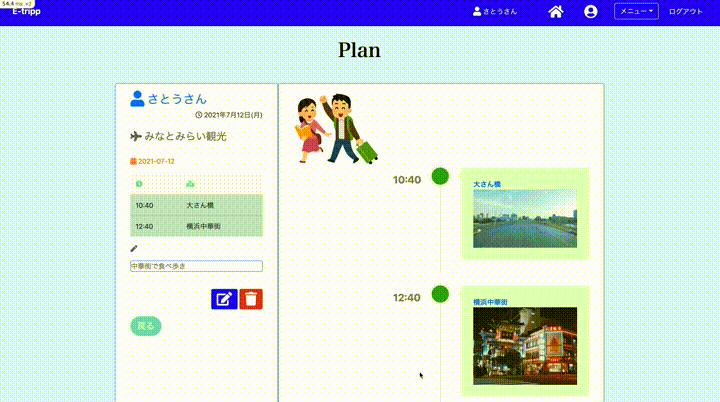 54.4 ms ×2
E-tripp
さとうさん
メニュー
ログアウト
Plan
さとうさん
2021年7月12日(月)
みなとみらい観光
2021-07-12
10:40 大さん橋
12:40 横浜中華街
中華街で食べ歩き
戻る
10:40
大さん橋
12:40
横浜中華街